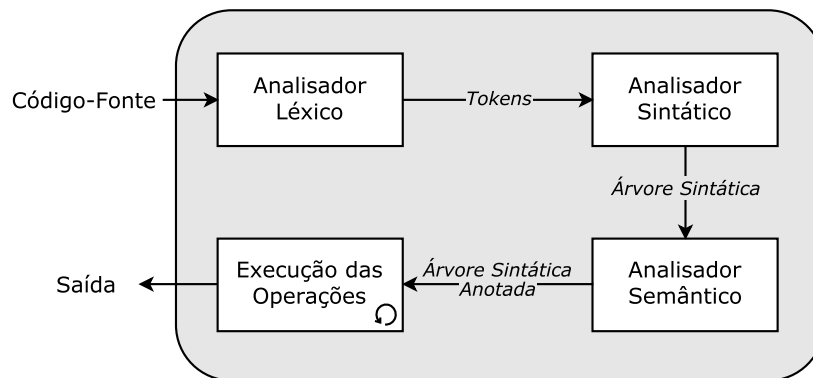 Código-Fonte
Analisador
Léxico
Tokens
Analisador
Sintático
Árvore Sintática
Analisador
Semântico
Árvore Sintática
Anotada
Execução das
Operações
Saída